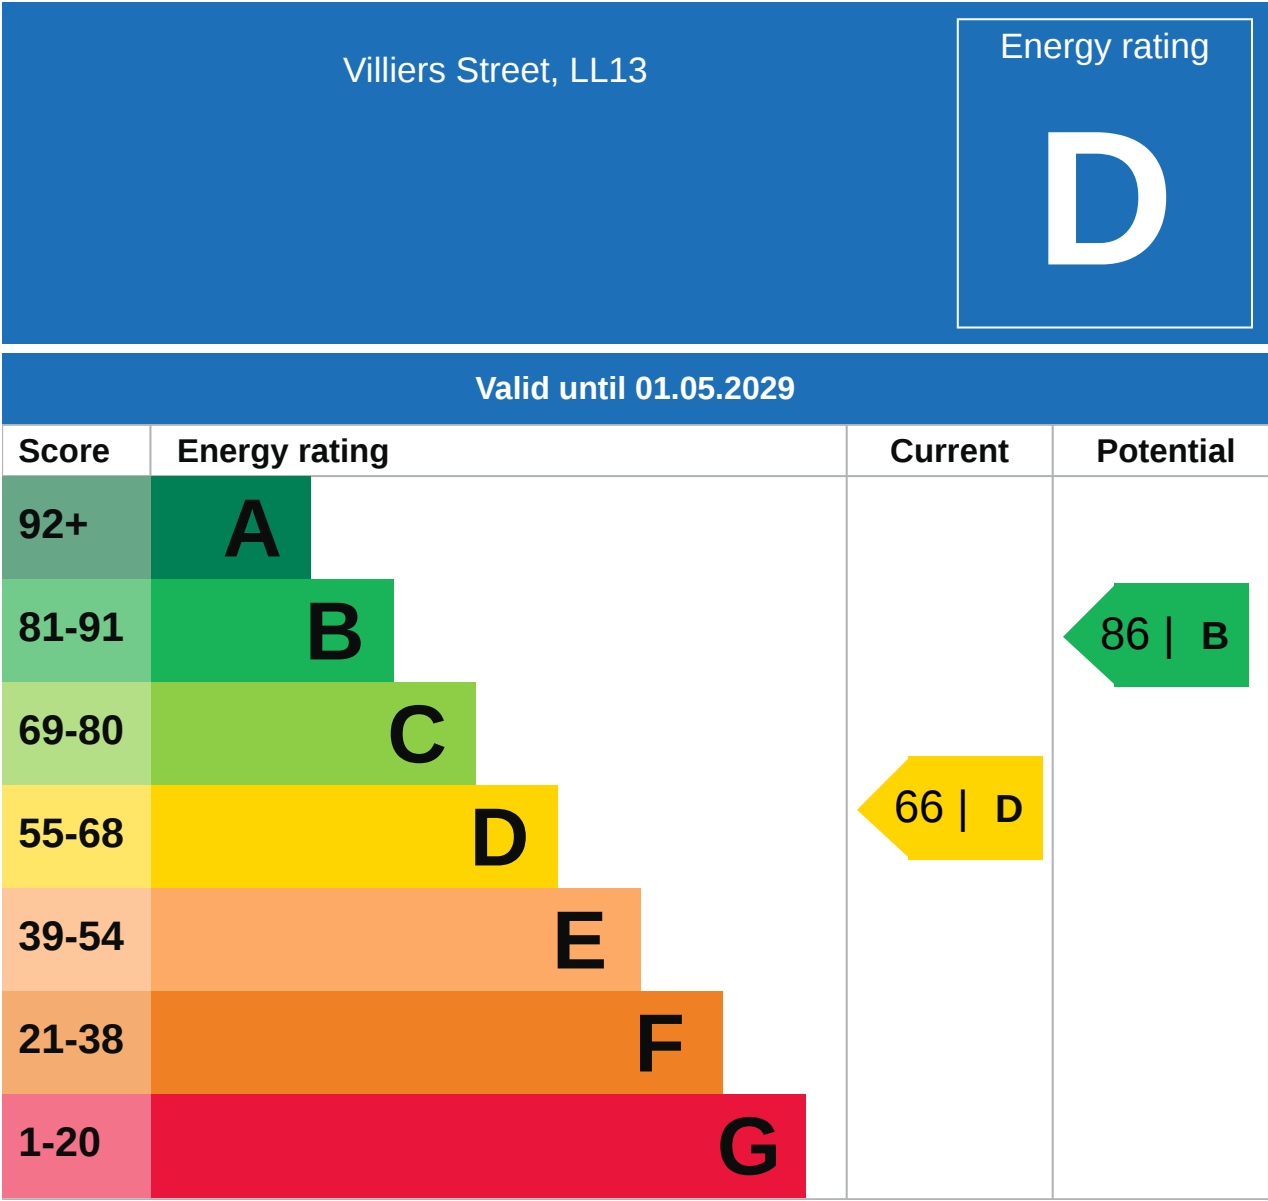 Villiers Street, LL13
Energy rating
D
Valid until 01.05.2029
Score Energy rating Current Potential
92+ A
81-91 B 86 | B
69-80 C
66 | D
55-68 D
39-54 E
21-38 F
1-20 G